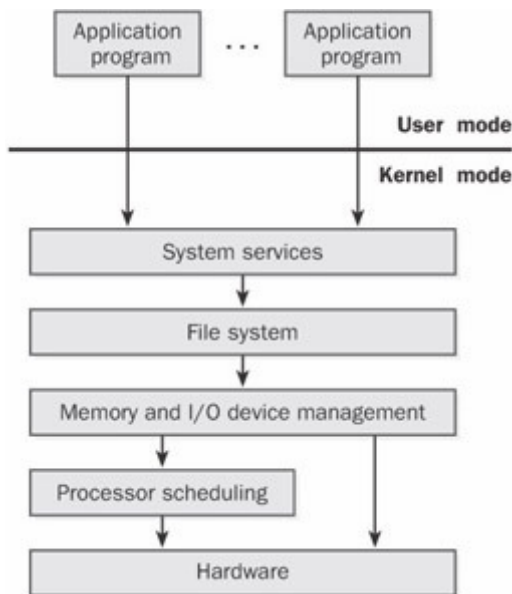 Application
program
...
Application
program
User mode
Kernel mode
System services
File system
Memory and I/O device management
Processor scheduling
Hardware